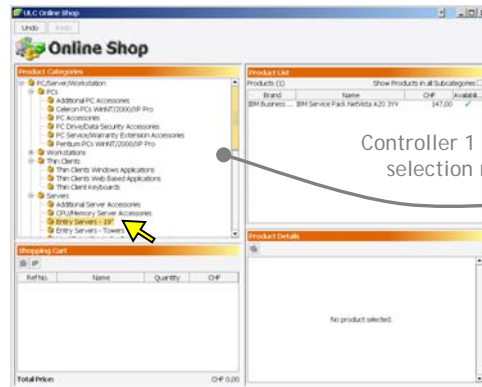 ULC Online Shop
Undo Redo
Online Shop
Product Categories
PC/Server/Workstation
PCs
Additional PC Accessories
Celeron PCs WinNT/2000/XP Pro
PC Accessories
PC Drive/Data Security Accessories
PC Service/Warranty Extension Accessories
Pentium PCs WinNT/2000/XP Pro
Workstations
Thin Clients
Thin Clients Windows Applications
Thin Clients Web Based Applications
Thin Client Keyboards
Servers
Additional Server Accessories
CPU/Memory Server Accessories
Entry Servers - 19"
Entry Servers - Towers
Product List
Products (1) Show Products in all Subcategories:
Brand Name CHF Availabili...
IBM Business ... IBM Service Pack NetVista A20 3YV 347,00
Controller 1
selection
Shopping Cart
Ref No. Name Quantity CHF
Total Price: CHF 0,00
Product Details
No product selected.